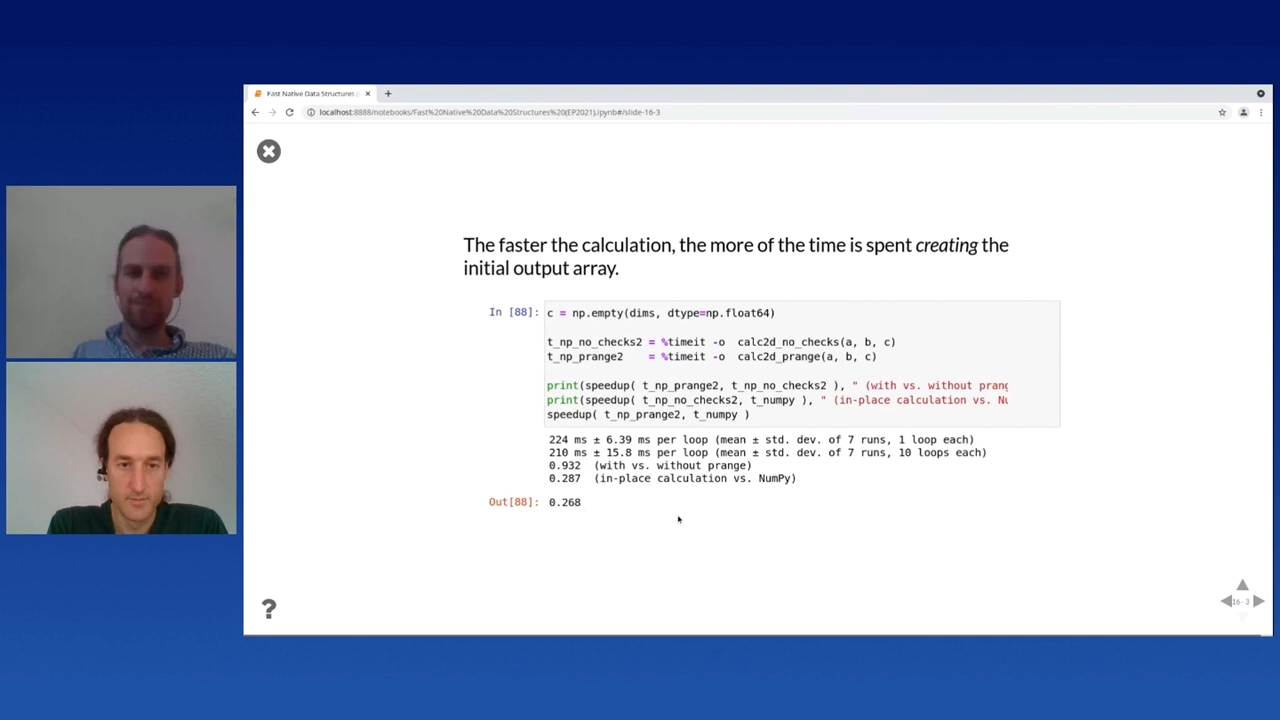 Fast Native Data Structures (
localhost:8888/notebooks/Fast%20Native%20Data%20Structures%20(EP2021).ipynb#/slide-16-3
The faster the calculation, the more of the time is spent creating the
initial output array.
In [88]: c = np.empty(dims, dtype=np.float64)
t_np_no_checks2 = %timeit -o  calc2d_no_checks(a, b, c)
t_np_prange2    = %timeit -o  calc2d_prange(a, b, c)
print(speedup( t_np_prange2, t_np_no_checks2 ), " (with vs. without prang
print(speedup( t_np_no_checks2, t_numpy ), " (in-place calculation vs. Nu
speedup( t_np_prange2, t_numpy )
224 ms ± 6.39 ms per loop (mean ± std. dev. of 7 runs, 1 loop each)
210 ms ± 15.8 ms per loop (mean ± std. dev. of 7 runs, 10 loops each)
0.932  (with vs. without prange)
0.287  (in-place calculation vs. NumPy)
Out[88]: 0.268
?
16-3